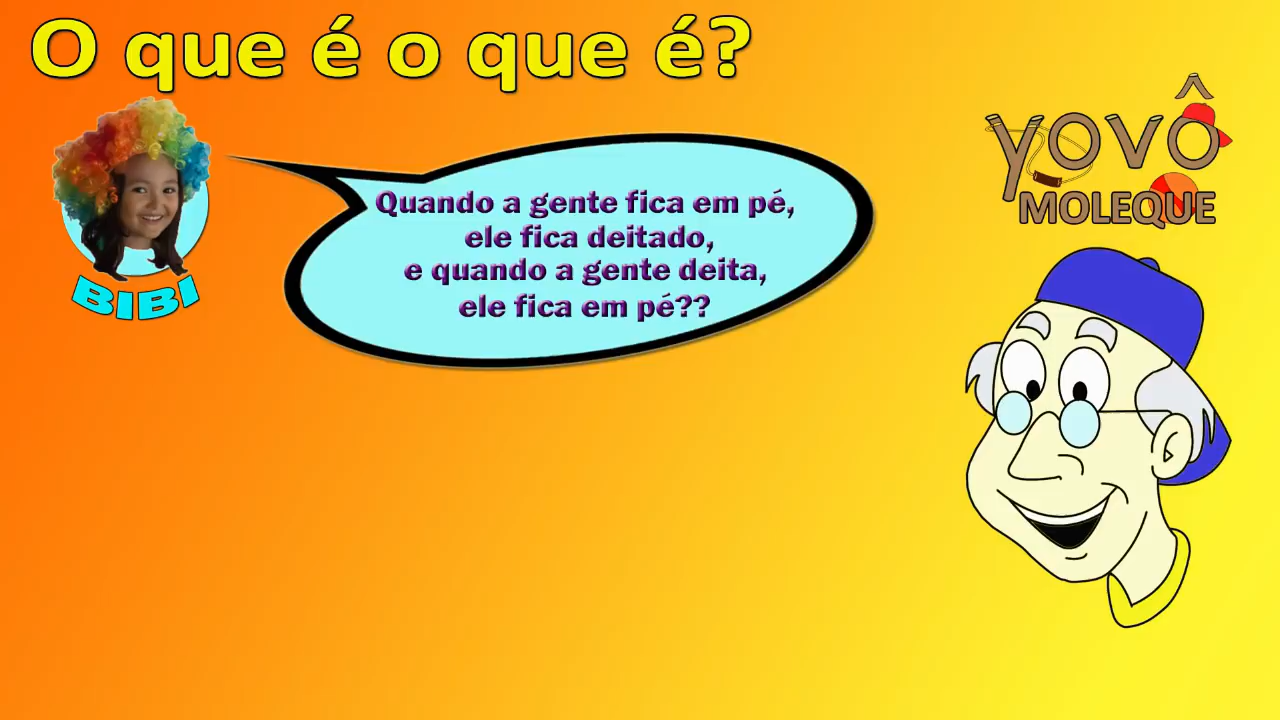 O que é o que é?
BIBI
Quando a gente fica em pé,
ele fica deitado,
e quando a gente deita,
ele fica em pé??
yovô
MOLEQUE